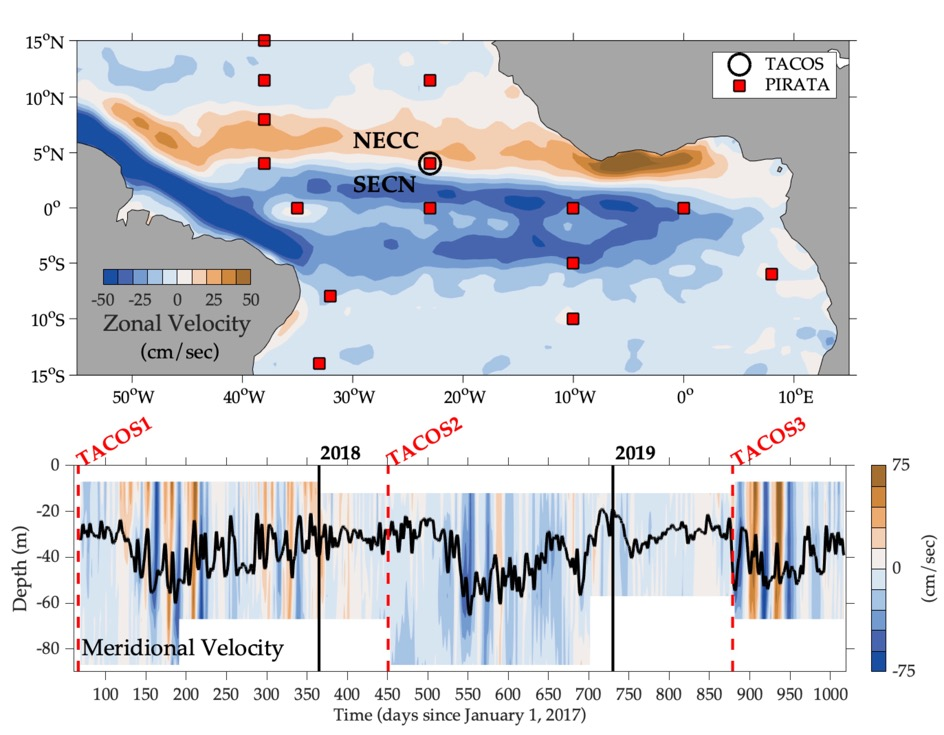 15°N
10°N
5°N
0°
5°S
10°S
15°S
TACOS
PIRATA
NECC
SECN
-50 -25 0 25 50
Zonal Velocity
(cm/sec)
50°W 40°W 30°W 20°W 10°W 0° 10°E
TACOS1
TACOS2
TACOS3
2018
2019
0
-20
-40
-60
-80
Depth (m)
Meridional Velocity
75
0
-75
(cm/sec)
100 150 200 250 300 350 400 450 500 550 600 650 700 750 800 850 900 950 1000
Time (days since January 1, 2017)